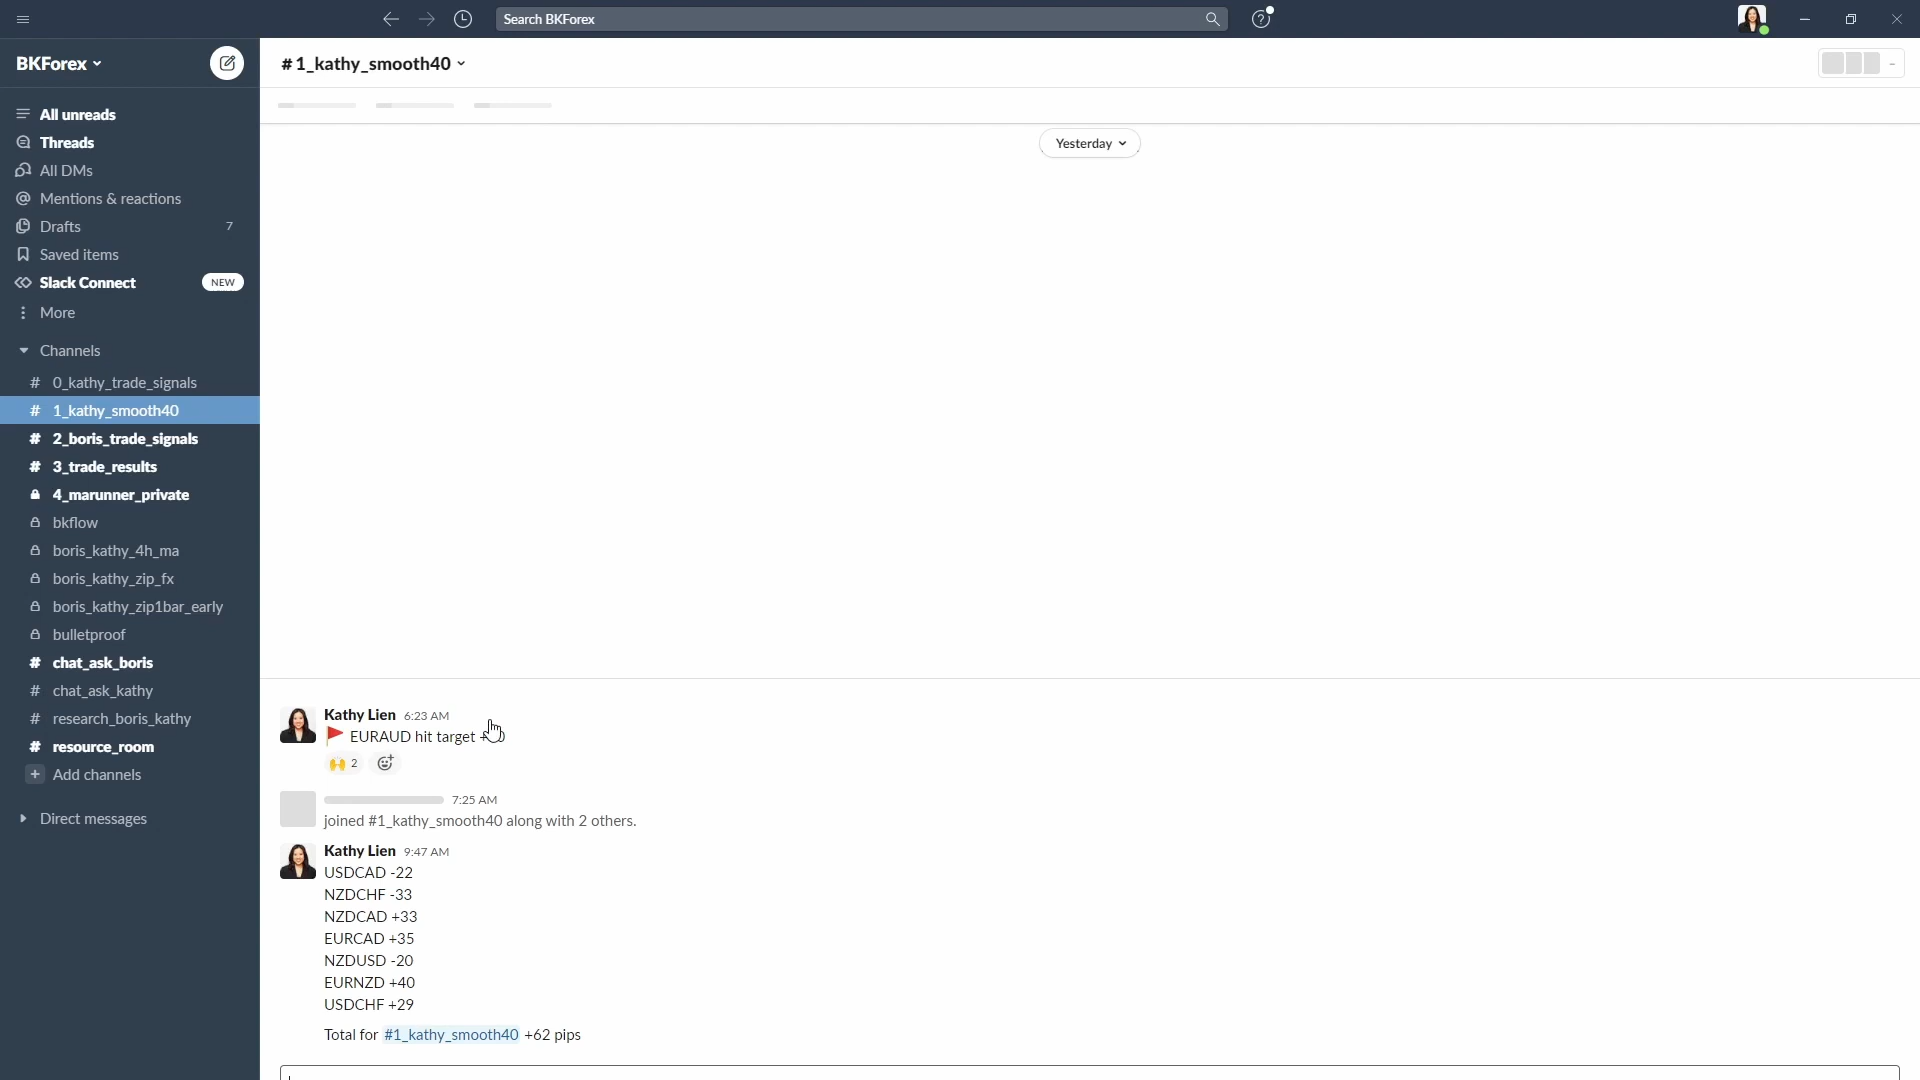 Search BKForex
BKForex
# 1_kathy_smooth40
All unreads
Threads
All DMs
Mentions & reactions
Drafts 7
Saved items
Slack Connect NEW
More
Channels
# 0_kathy_trade_signals
# 1_kathy_smooth40
# 2_boris_trade_signals
# 3_trade_results
4_marunner_private
bkflow
boris_kathy_4h_ma
boris_kathy_zip_fx
boris_kathy_zip1bar_early
bulletproof
# chat_ask_boris
# chat_ask_kathy
# research_boris_kathy
# resource_room
+ Add channels
Direct messages
Yesterday
Kathy Lien 6:23 AM
EURAUD hit target
2
7:25 AM
joined #1_kathy_smooth40 along with 2 others.
Kathy Lien 9:47 AM
USDCAD -22
NZDCHF -33
NZDCAD +33
EURCAD +35
NZDUSD -20
EURNZD +40
USDCHF +29
Total for #1_kathy_smooth40 +62 pips